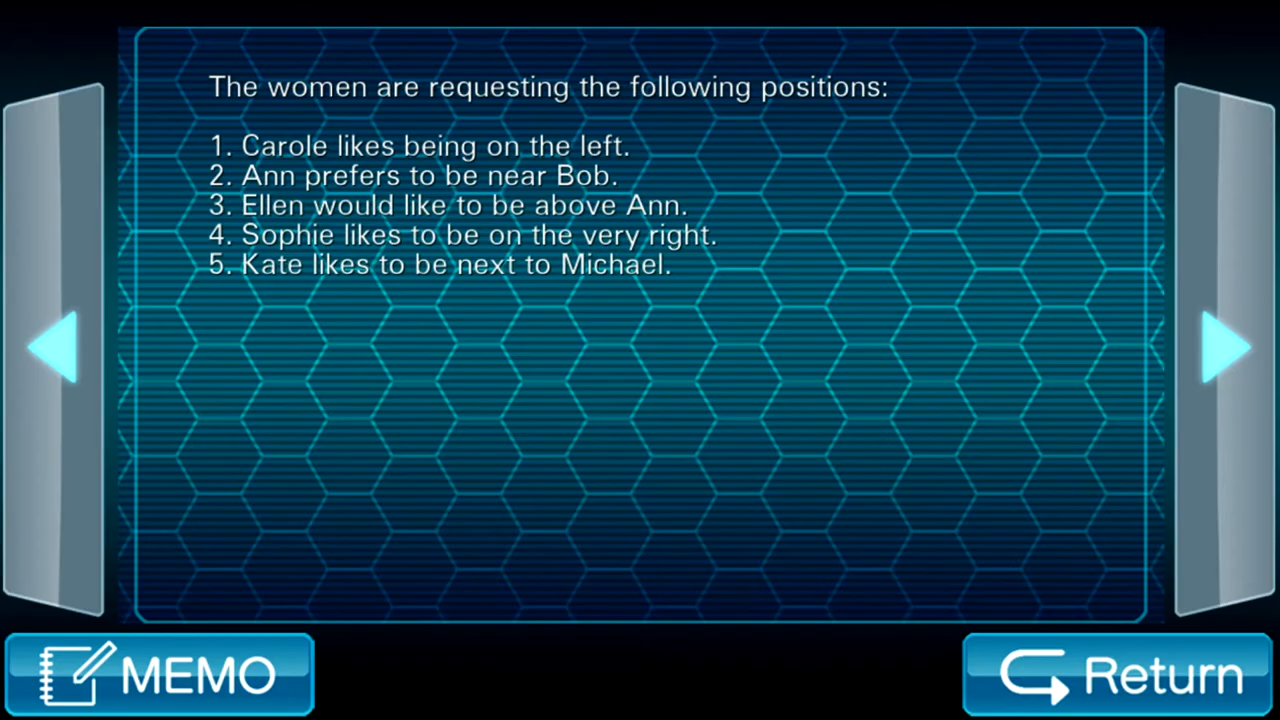 The women are requesting the following positions:
1. Carole likes being on the left.
2. Ann prefers to be near Bob.
3. Ellen would like to be above Ann.
4. Sophie likes to be on the very right.
5. Kate likes to be next to Michael.
MEMO
Return